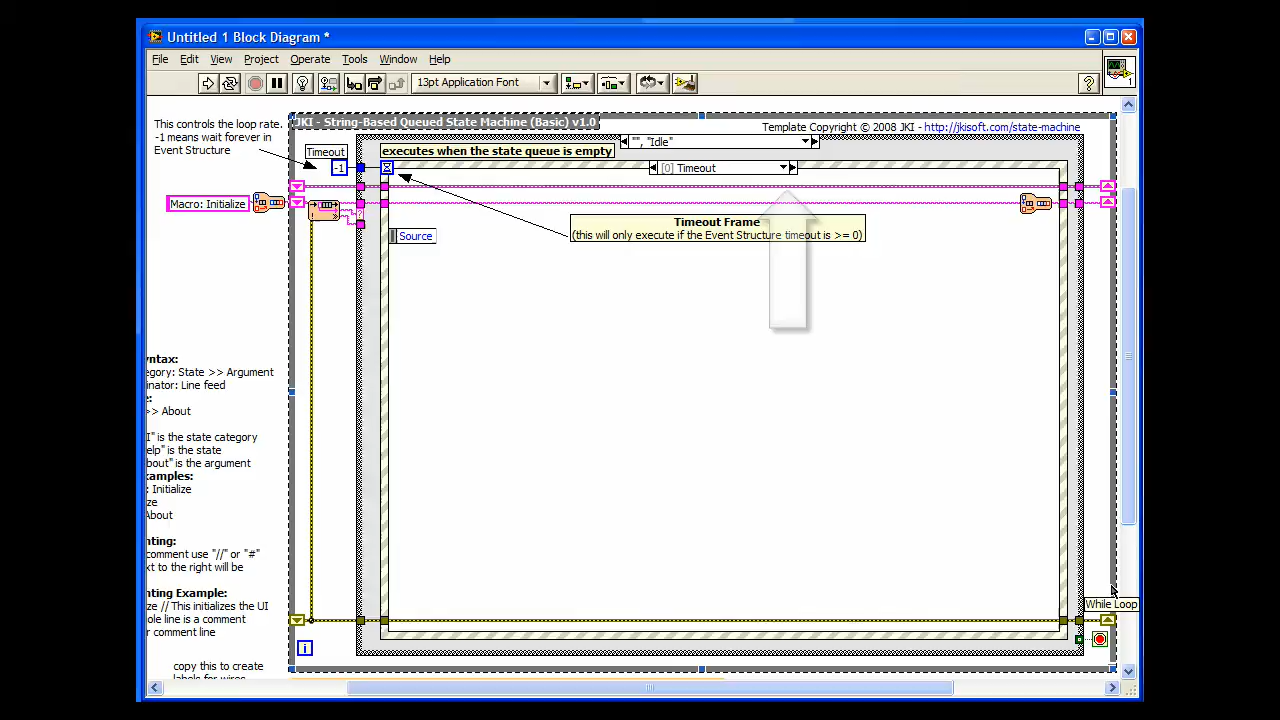 Untitled 1 Block Diagram *
File Edit View Project Operate Tools Window Help
13pt Application Font
?
1
This controls the loop rate.
-1 means wait forever in
Event Structure
JKI - String-Based Queued State Machine (Basic) v1.0
Template Copyright © 2008 JKI - http://jkisoft.com/state-machine
"", "Idle"
Timeout
executes when the state queue is empty
-1
[0] Timeout
Macro: Initialize
Timeout Frame
(this will only execute if the Event Structure timeout is >= 0)
Source
yntax:
egory: State >> Argument
inator: Line feed
e:
>> About
I" is the state category
elp" is the state
bout" is the argument
xamples:
: Initialize
ze
About
nting:
comment use "//" or "#"
xt to the right will be
nting Example:
ze // This initializes the UI
ole line is a comment
r comment line
While Loop
i
copy this to create
labels for wires